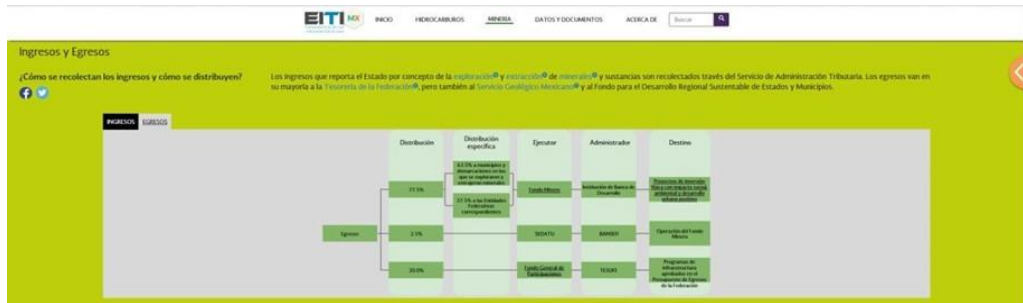 EITI MX INICIO HIDROCARBUROS MINERÍA DATOS Y DOCUMENTOS ACERCA DE Buscar
Ingresos y Egresos
¿Cómo se recolectan los ingresos y cómo se distribuyen?
Los ingresos que reporta el Estado por concepto de la exploración y extracción de minerales y sustancias son recolectados través del Servicio de Administración Tributaria. Los egresos van en
su mayoría a la Tesorería de la Federación, pero también al Servicio Geológico Mexicano y al Fondo para el Desarrollo Regional Sustentable de Estados y Municipios.
INGRESOS EGRESOS
Distribución
Distribución
específica
Ejecutor
Administrador
Destino
Egresos
77.5%
62.5% a municipios y
demarcaciones en los
que se exploraron y
37.5% a las Entidades
Federativas
correspondientes
Fondo Minero
Institución de Banca de
Desarrollo
Proyectos de inversión
física con impacto social,
ambiental y desarrollo
urbano positivo
2.5%
SEDATU
Operación del Fondo
Minero
20.0%
Fondo General de
Participaciones
Programas de
infraestructura
aprobados en el
Presupuesto de Egresos
de la Federación